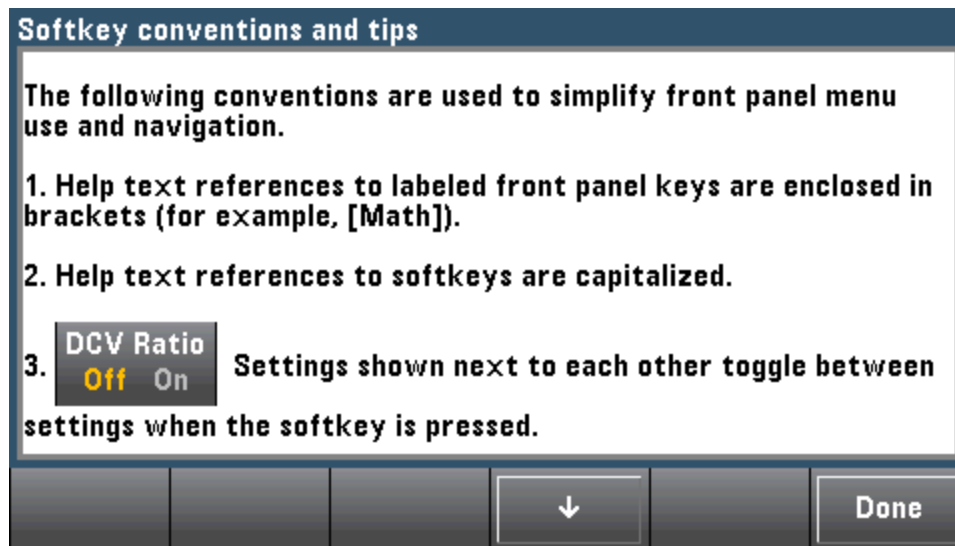 Softkey conventions and tips
The following conventions are used to simplify front panel menu
use and navigation.
1. Help text references to labeled front panel keys are enclosed in
brackets (for example, [Math]).
2. Help text references to softkeys are capitalized.
3. DCV Ratio
Off On Settings shown next to each other toggle between
settings when the softkey is pressed.
↓ Done